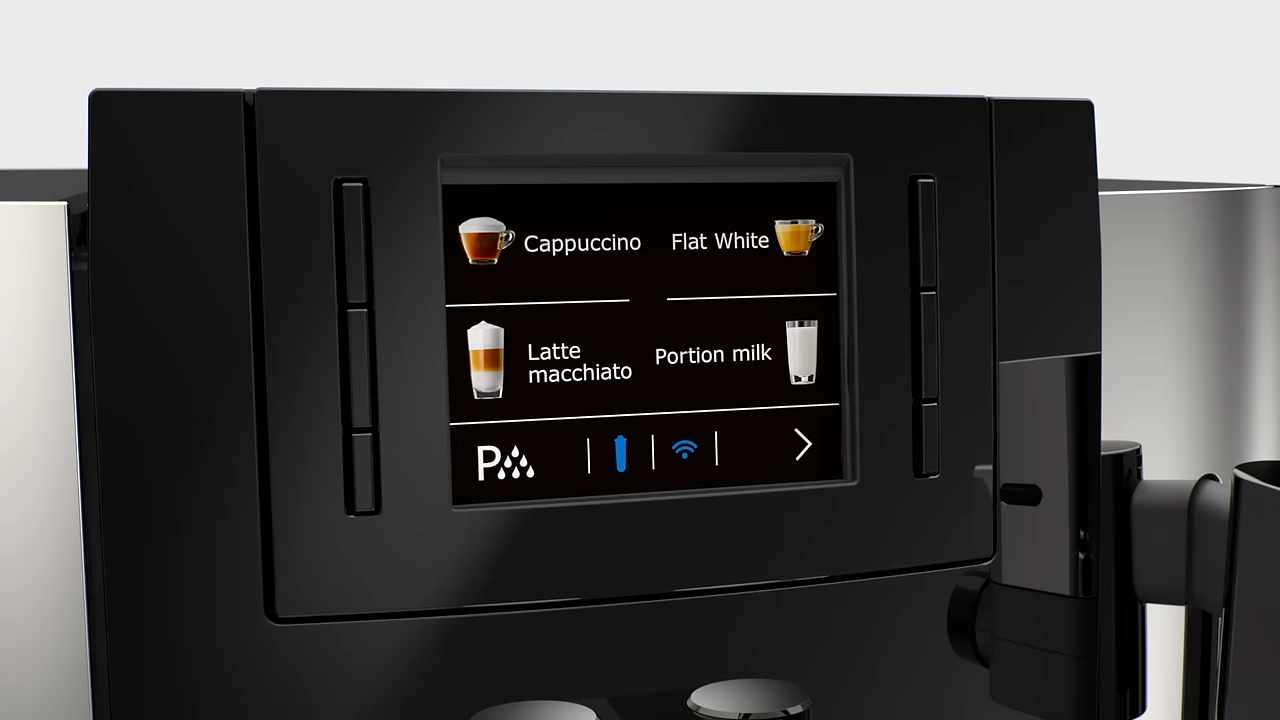 Cappuccino
Flat White
Latte
macchiato
Portion milk
P